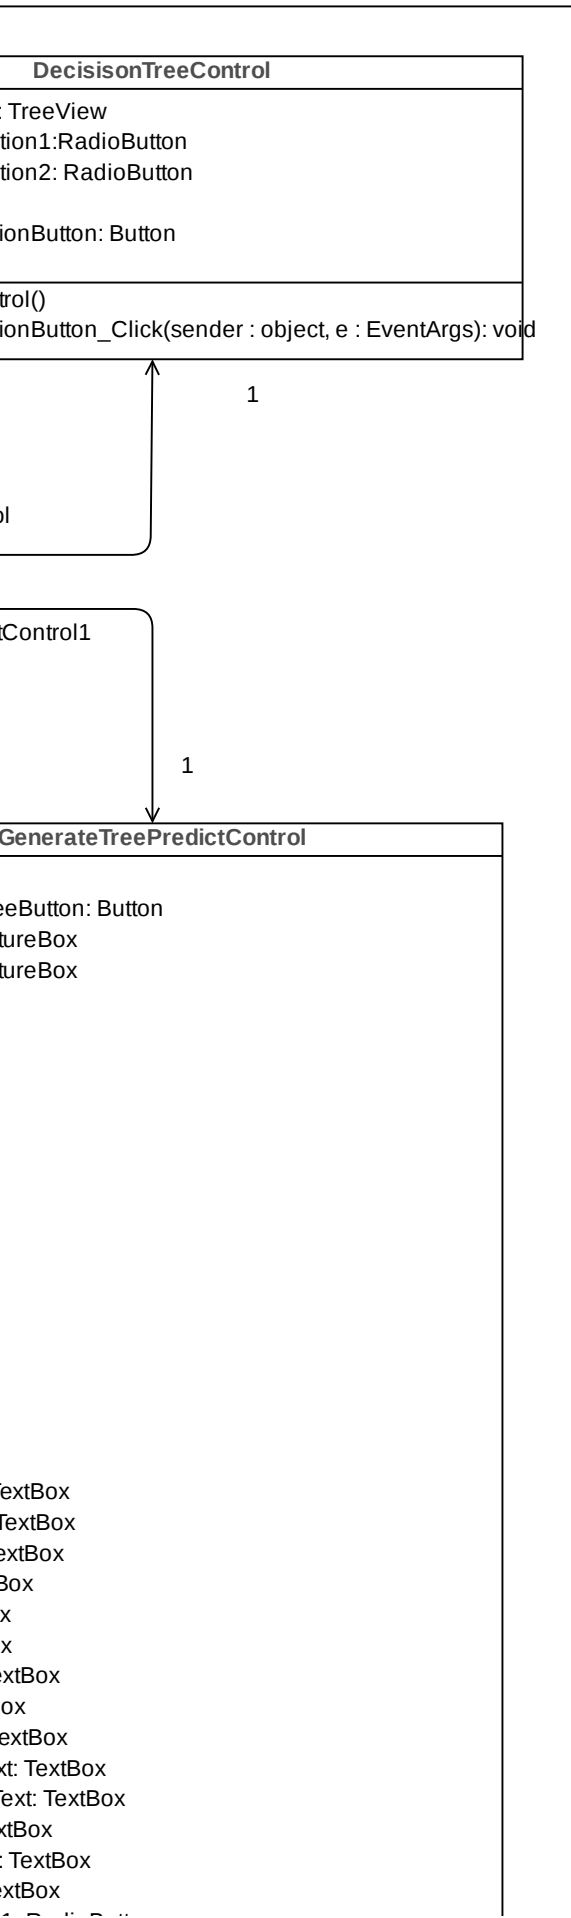 DecisisonTreeControl
: TreeView
tion1:RadioButton
tion2: RadioButton
ionButton: Button
trol()
ionButton_Click(sender : object, e : EventArgs): void
1
ol
tControl1
1
GenerateTreePredictControl
eeButton: Button
tureBox
tureBox
TextBox
TextBox
extBox
Box
x
x
extBox
ox
extBox
xt: TextBox
Text: TextBox
xtBox
: TextBox
extBox